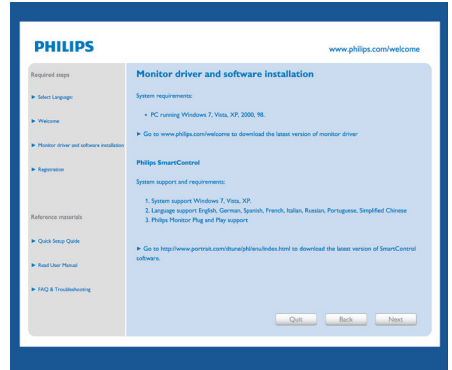 PHILIPS
www.philips.com/welcome
Required steps
Select Language:
Welcome
Monitor driver and software installation
Registration
Reference materials
Quick Setup Quide
Read User Manual
FAQ & Troubleshooting
Monitor driver and software installation
System requirements:
• PC running Windows 7, Vista, XP, 2000, 98.
Go to www.philips.com/welcome to download the latest version of monitor driver
Philips SmartControl
System support and requirements:
1. System support Windows 7, Vista, XP.
2. Language support English, German, Spanish, French, Italian, Russian, Portuguese, Simplified Chinese
3. Philips Monitor Plug and Play support
Go to http://www.portrait.com/dtune/phl/enu/index.html to download the latest version of SmartControl
software.
Quit
Back
Next